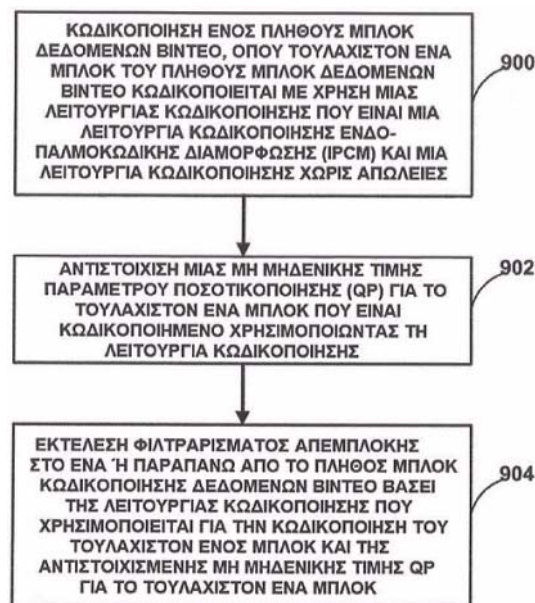 ΚΩΔΙΚΟΠΟΙΗΣΗ ΕΝΟΣ ΠΛΗΘΟΥΣ ΜΠΛΟΚ
ΔΕΔΟΜΕΝΩΝ ΒΙΝΤΕΟ, ΟΠΟΥ ΤΟΥΛΑΧΙΣΤΟΝ ΕΝΑ
ΜΠΛΟΚ ΤΟΥ ΠΛΗΘΟΥΣ ΜΠΛΟΚ ΔΕΔΟΜΕΝΩΝ
ΒΙΝΤΕΟ ΚΩΔΙΚΟΠΟΙΕΙΤΑΙ ΜΕ ΧΡΗΣΗ ΜΙΑΣ
ΛΕΙΤΟΥΡΓΙΑΣ ΚΩΔΙΚΟΠΟΙΗΣΗΣ ΠΟΥ ΕΙΝΑΙ ΜΙΑ
ΛΕΙΤΟΥΡΓΙΑ ΚΩΔΙΚΟΠΟΙΗΣΗΣ ΕΝΔΟ-
ΠΑΛΜΟΚΩΔΙΚΗΣ ΔΙΑΜΟΡΦΩΣΗΣ (IPCM) ΚΑΙ ΜΙΑ
ΛΕΙΤΟΥΡΓΙΑ ΚΩΔΙΚΟΠΟΙΗΣΗΣ ΧΩΡΙΣ ΑΠΩΛΕΙΕΣ
900
ΑΝΤΙΣΤΟΙΧΙΣΗ ΜΙΑΣ ΜΗ ΜΗΔΕΝΙΚΗΣ ΤΙΜΗΣ
ΠΑΡΑΜΕΤΡΟΥ ΠΟΣΟΤΙΚΟΠΟΙΗΣΗΣ (QP) ΓΙΑ ΤΟ
ΤΟΥΛΑΧΙΣΤΟΝ ΕΝΑ ΜΠΛΟΚ ΠΟΥ ΕΙΝΑΙ
ΚΩΔΙΚΟΠΟΙΗΜΕΝΟ ΧΡΗΣΙΜΟΠΟΙΩΝΤΑΣ ΤΗ
ΛΕΙΤΟΥΡΓΙΑ ΚΩΔΙΚΟΠΟΙΗΣΗΣ
902
ΕΚΤΕΛΕΣΗ ΦΙΛΤΡΑΡΙΣΜΑΤΟΣ ΑΠΕΜΠΛΟΚΗΣ
ΣΤΟ ΕΝΑ Ή ΠΑΡΑΠΑΝΩ ΑΠΟ ΤΟ ΠΛΗΘΟΣ ΜΠΛΟΚ
ΚΩΔΙΚΟΠΟΙΗΣΗΣ ΔΕΔΟΜΕΝΩΝ ΒΙΝΤΕΟ ΒΑΣΕΙ
ΤΗΣ ΛΕΙΤΟΥΡΓΙΑΣ ΚΩΔΙΚΟΠΟΙΗΣΗΣ ΠΟΥ
ΧΡΗΣΙΜΟΠΟΙΕΙΤΑΙ ΓΙΑ ΤΗΝ ΚΩΔΙΚΟΠΟΙΗΣΗ ΤΟΥ
ΤΟΥΛΑΧΙΣΤΟΝ ΕΝΟΣ ΜΠΛΟΚ ΚΑΙ ΤΗΣ
ΑΝΤΙΣΤΟΙΧΙΣΜΕΝΗΣ ΜΗ ΜΗΔΕΝΙΚΗΣ ΤΙΜΗΣ QP
ΓΙΑ ΤΟ ΤΟΥΛΑΧΙΣΤΟΝ ΕΝΑ ΜΠΛΟΚ
904